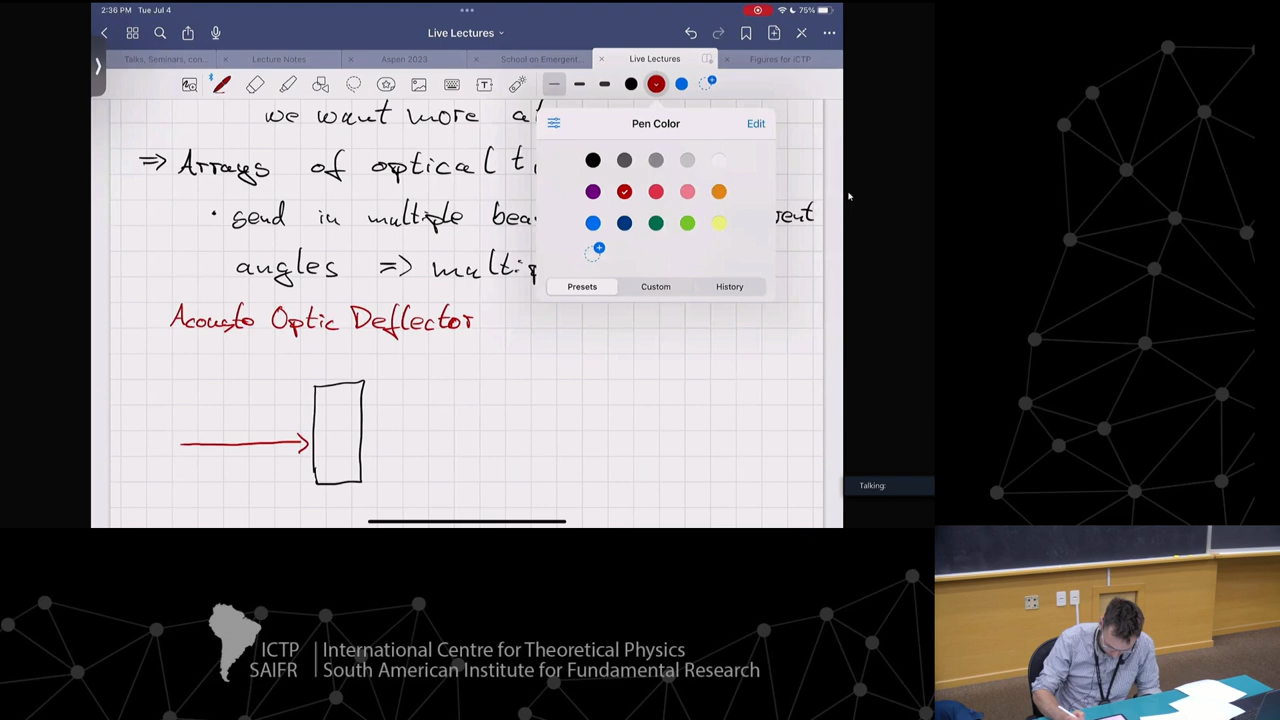 2:36 PM Tue Jul 4
75%
Live Lectures
Talks, Seminars, con...
Lecture Notes
Aspen 2023
School on Emergent...
Live Lectures
Figures for iCTP
Pen Color
Edit
Presets
Custom
History
we want more
=> Arrays of optical t
· send in multiple bea
angles => multip
Acousto Optic Deflector
Talking:
ICTP
SAIFR
International Centre for Theoretical Physics
South American Institute for Fundamental Research